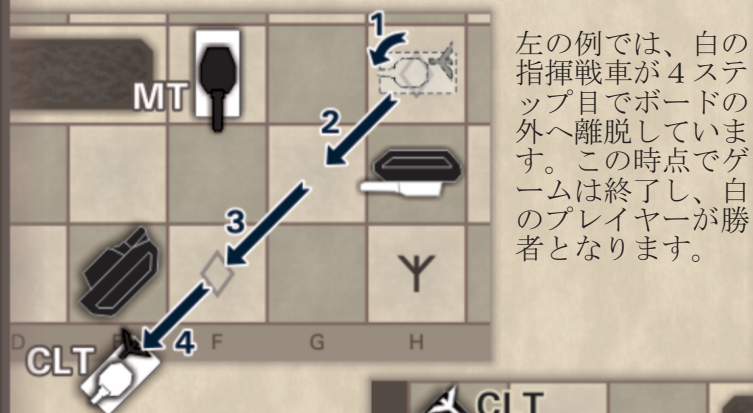 1
MT
2
3
D
F
G
H
4
CLT
左の例では、白の
指揮戦車が４ステ
ップ目でボードの
外へ離脱していま
す。この時点でゲ
ームは終了し、白
のプレイヤーが勝
者となります。
CLT